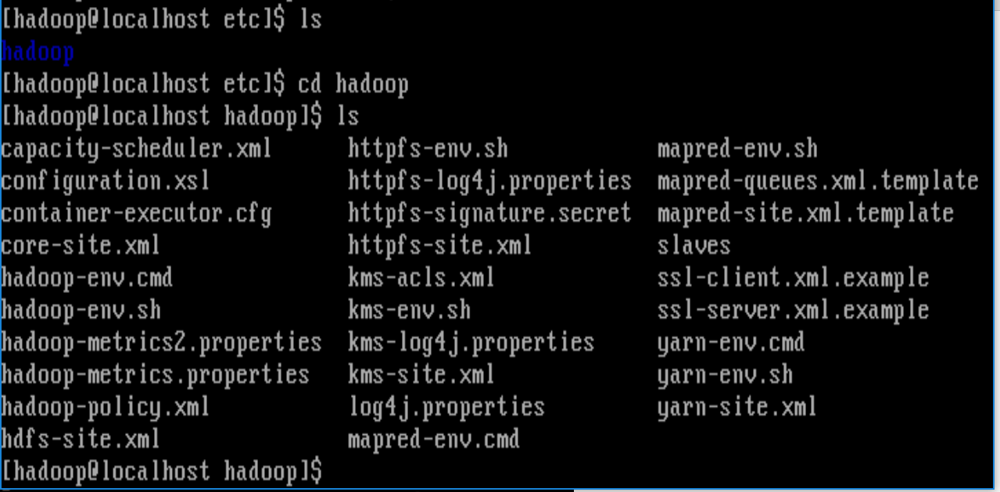 [hadoop@localhost etc]$ ls
hadoop
[hadoop@localhost etc]$ cd hadoop
[hadoop@localhost hadoop]$ ls
capacity-scheduler.xml httpfs-env.sh mapred-env.sh
configuration.xsl httpfs-log4j.properties mapred-queues.xml.template
container-executor.cfg httpfs-signature.secret mapred-site.xml.template
core-site.xml httpfs-site.xml slaves
hadoop-env.cmd kms-acls.xml ssl-client.xml.example
hadoop-env.sh kms-env.sh ssl-server.xml.example
hadoop-metrics2.properties kms-log4j.properties yarn-env.cmd
hadoop-metrics.properties kms-site.xml yarn-env.sh
hadoop-policy.xml log4j.properties yarn-site.xml
hdfs-site.xml mapred-env.cmd
[hadoop@localhost hadoop]$